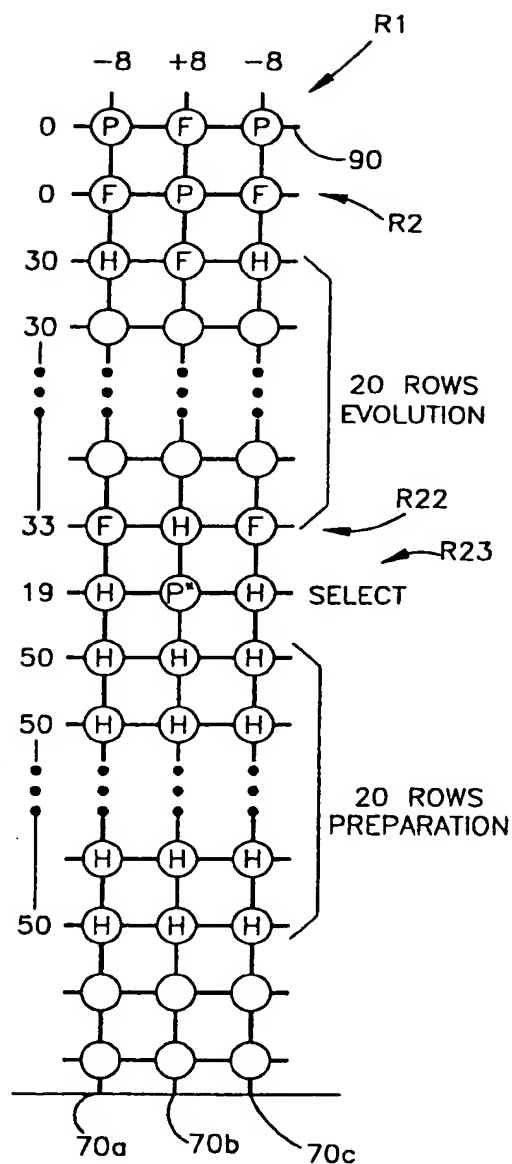 R1
-8 +8 -8
0 P F P
90
0 F P F
R2
30 H F H
30
20 ROWS
EVOLUTION
33 F H F
R22
R23
19 H P* H SELECT
50 H H H
50 H H H
20 ROWS
PREPARATION
H H H
50 H H H
70a 70b 70c